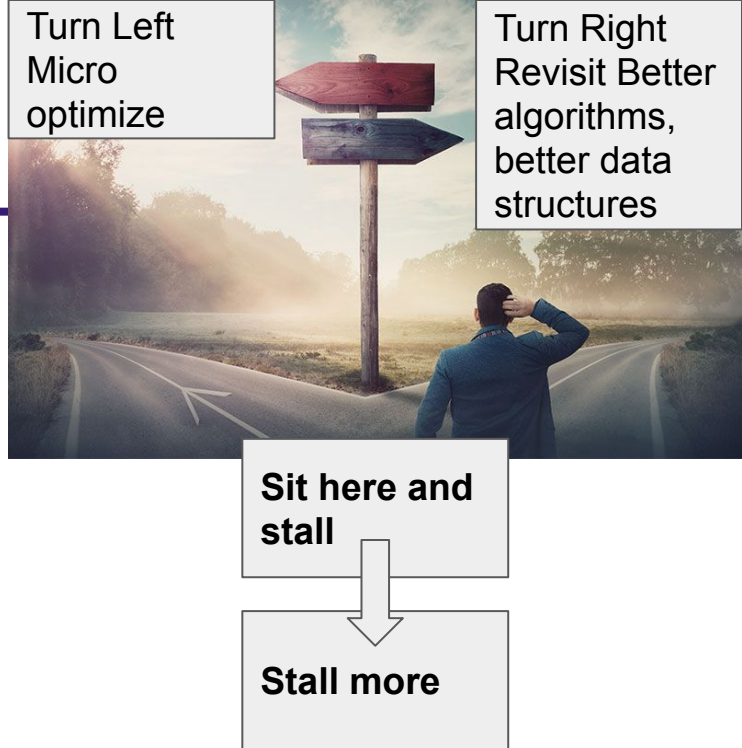 Turn Left
Micro
optimize
Turn Right
Revisit Better
algorithms,
better data
structures
Sit here and
stall
Stall more